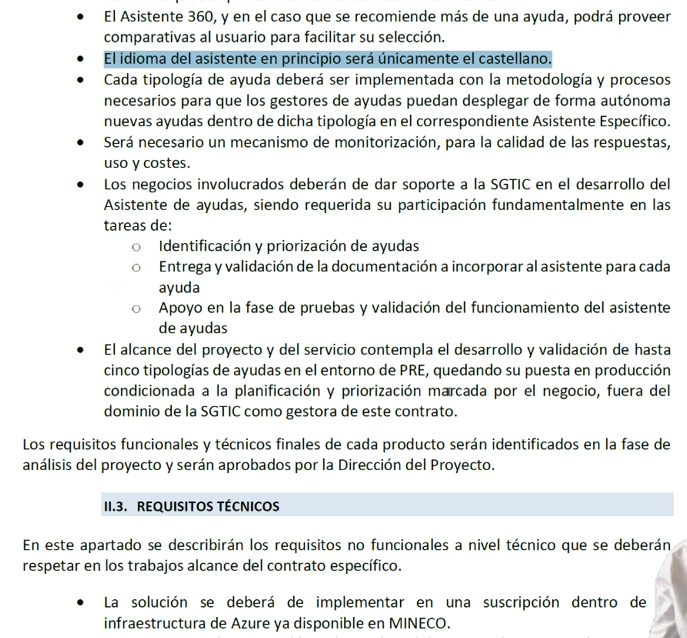 • El Asistente 360, y en el caso que se recomiende más de una ayuda, podrá proveer
comparativas al usuario para facilitar su selección.
• El idioma del asistente en principio será únicamente el castellano.
• Cada tipología de ayuda deberá ser implementada con la metodología y procesos
necesarios para que los gestores de ayudas puedan desplegar de forma autónoma
nuevas ayudas dentro de dicha tipología en el correspondiente Asistente Específico.
• Será necesario un mecanismo de monitorización, para la calidad de las respuestas,
uso y costes.
• Los negocios involucrados deberán de dar soporte a la SGTIC en el desarrollo del
Asistente de ayudas, siendo requerida su participación fundamentalmente en las
tareas de:
○ Identificación y priorización de ayudas
○ Entrega y validación de la documentación a incorporar al asistente para cada
ayuda
○ Apoyo en la fase de pruebas y validación del funcionamiento del asistente
de ayudas
• El alcance del proyecto y del servicio contempla el desarrollo y validación de hasta
cinco tipologías de ayudas en el entorno de PRE, quedando su puesta en producción
condicionada a la planificación y priorización marcada por el negocio, fuera del
dominio de la SGTIC como gestora de este contrato.
Los requisitos funcionales y técnicos finales de cada producto serán identificados en la fase de
análisis del proyecto y serán aprobados por la Dirección del Proyecto.
II.3. REQUISITOS TÉCNICOS
En este apartado se describirán los requisitos no funcionales a nivel técnico que se deberán
respetar en los trabajos alcance del contrato específico.
• La solución se deberá de implementar en una suscripción dentro de
infraestructura de Azure ya disponible en MINECO.